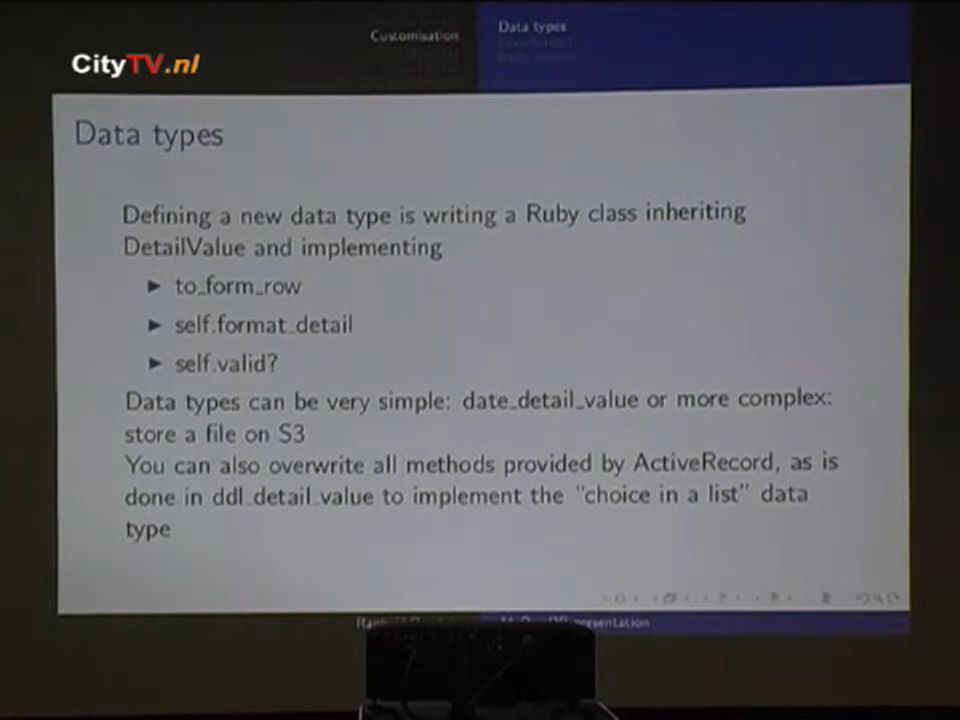 Customisation
Data types
CityTV.nl
Data types
Defining a new data type is writing a Ruby class inheriting
DetailValue and implementing
to_form_row
self.format_detail
self.valid?
Data types can be very simple: date_detail_value or more complex:
store a file on S3
You can also overwrite all methods provided by ActiveRecord, as is
done in ddl_detail_value to implement the "choice in a list" data
type